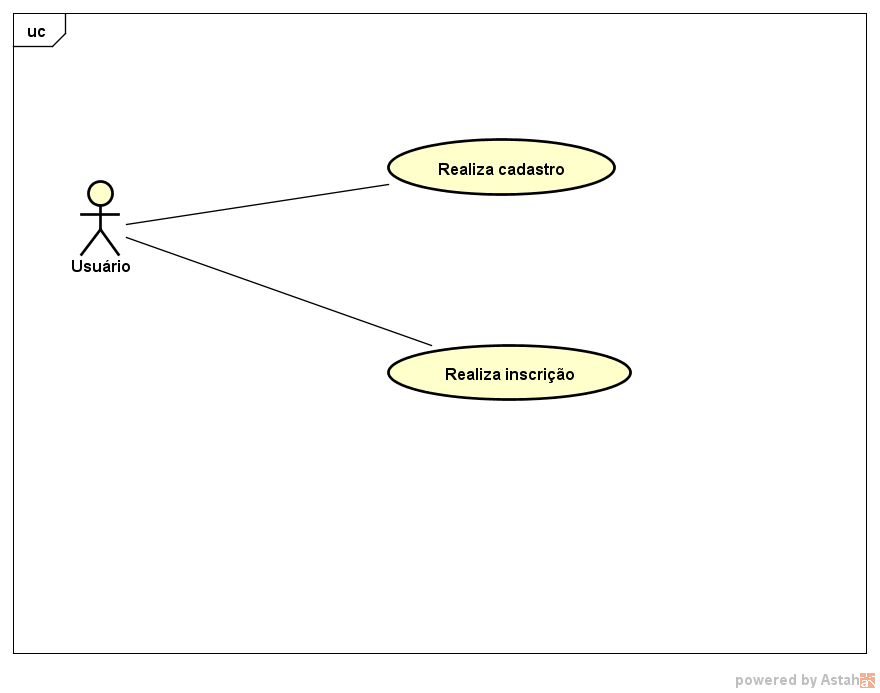 uc
Realiza cadastro
Usuário
Realiza inscrição
powered by Astah